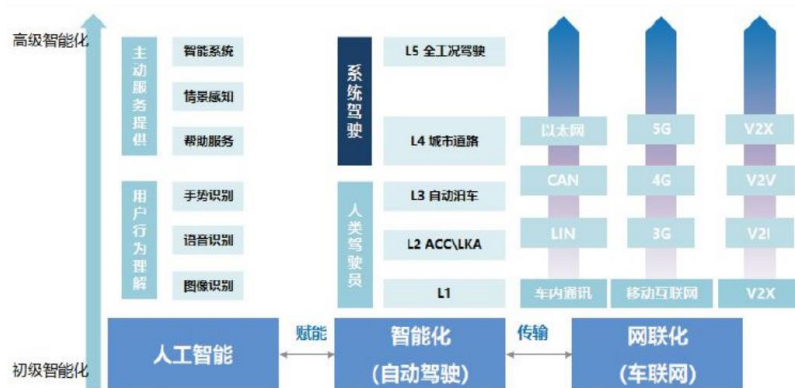 高级智能化
主动服务提供
智能系统
情景感知
帮助服务
用户行为理解
手势识别
语音识别
图像识别
系统驾驶
L5 全工况驾驶
L4 城市道路
人类驾驶员
L3 自动泊车
L2 ACC\LKA
L1
以太网
CAN
LIN
车内通讯
5G
4G
3G
移动互联网
V2X
V2V
V2I
V2X
初级智能化
人工智能
赋能
智能化
(自动驾驶)
传输
网联化
(车联网)